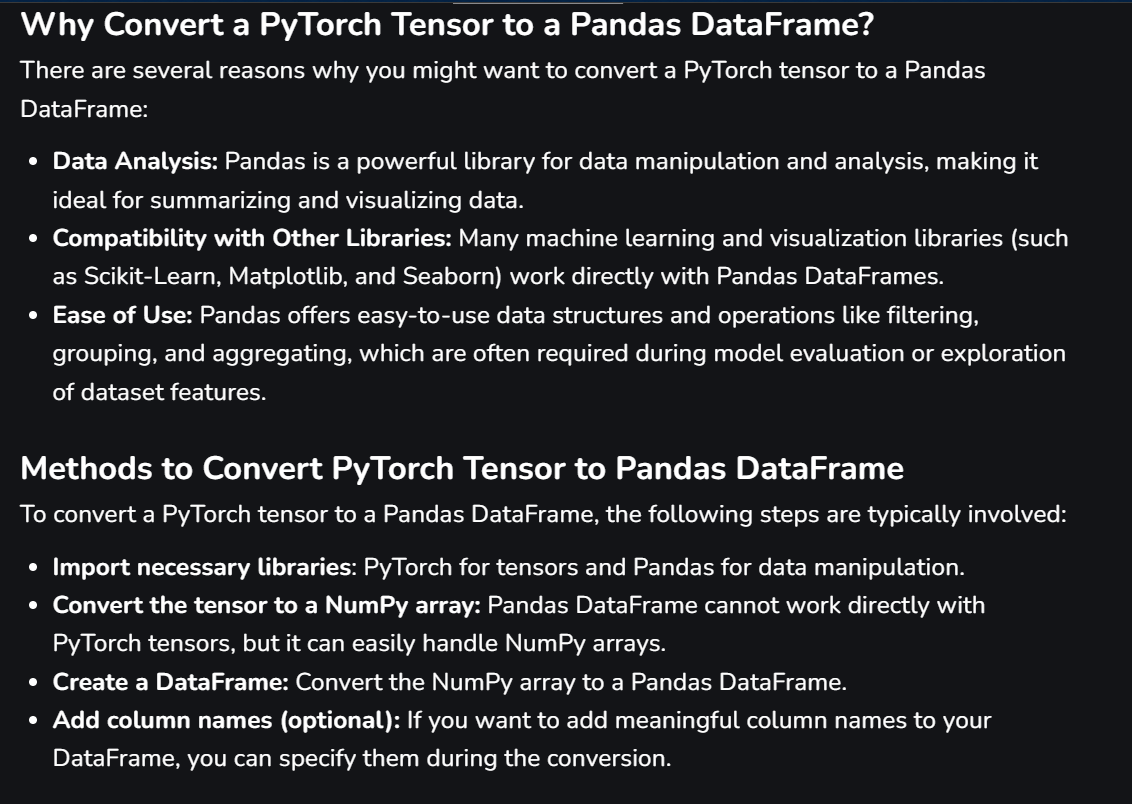 Why Convert a PyTorch Tensor to a Pandas DataFrame?
There are several reasons why you might want to convert a PyTorch tensor to a Pandas
DataFrame:
• Data Analysis: Pandas is a powerful library for data manipulation and analysis, making it
ideal for summarizing and visualizing data.
• Compatibility with Other Libraries: Many machine learning and visualization libraries (such
as Scikit-Learn, Matplotlib, and Seaborn) work directly with Pandas DataFrames.
• Ease of Use: Pandas offers easy-to-use data structures and operations like filtering,
grouping, and aggregating, which are often required during model evaluation or exploration
of dataset features.
Methods to Convert PyTorch Tensor to Pandas DataFrame
To convert a PyTorch tensor to a Pandas DataFrame, the following steps are typically involved:
• Import necessary libraries: PyTorch for tensors and Pandas for data manipulation.
• Convert the tensor to a NumPy array: Pandas DataFrame cannot work directly with
PyTorch tensors, but it can easily handle NumPy arrays.
• Create a DataFrame: Convert the NumPy array to a Pandas DataFrame.
• Add column names (optional): If you want to add meaningful column names to your
DataFrame, you can specify them during the conversion.